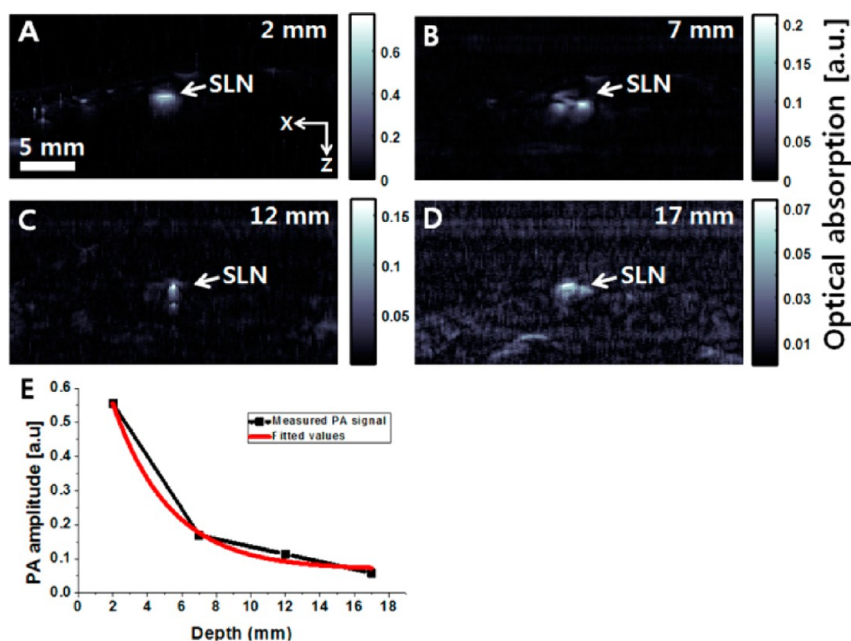 A
2 mm
SLN
X
Z
5 mm
0.6
0.4
0.2
0
B
7 mm
SLN
0.2
0.15
0.1
0.05
0
C
12 mm
SLN
0.15
0.1
0.05
D
17 mm
SLN
0.07
0.05
0.03
0.01
Optical absorption [a.u.]
E
PA amplitude [a.u]
0.6
0.5
0.4
0.3
0.2
0.1
0.0
Measured PA signal
Fitted values
0 2 4 6 8 10 12 14 16 18
Depth (mm)